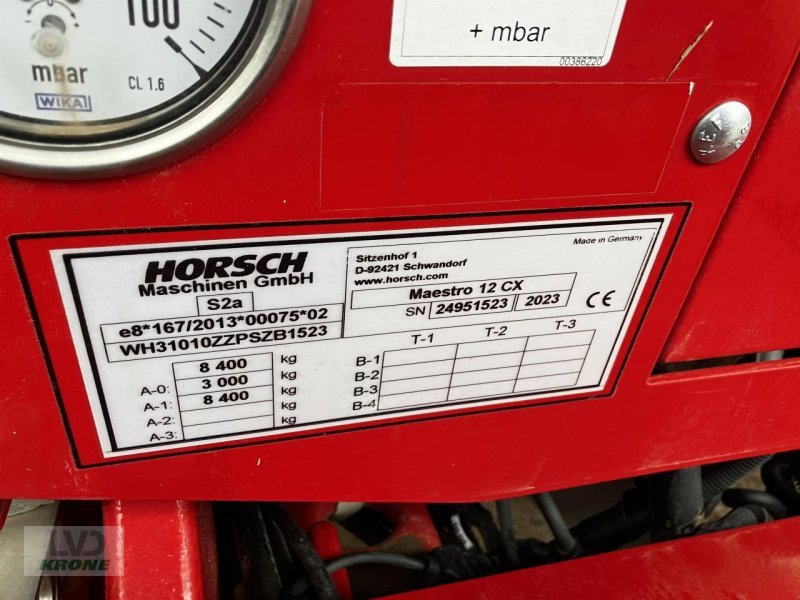 100
mbar
CL 1.6
WIKA
+ mbar
00386220
HORSCH
Maschinen GmbH
Sitzenhof 1
D-92421 Schwandorf
www.horsch.com
Made in Germany
S2a
Maestro 12 CX
e8*167/2013*00075*02
SN 24951523 2023
CE
WH31010ZZPSZB1523
T-1 T-2 T-3
8 400 kg
A-0: 3 000 kg
A-1: 8 400 kg
A-2: kg
A-3:
B-1
B-2
B-3
B-4
LVD
KRONE